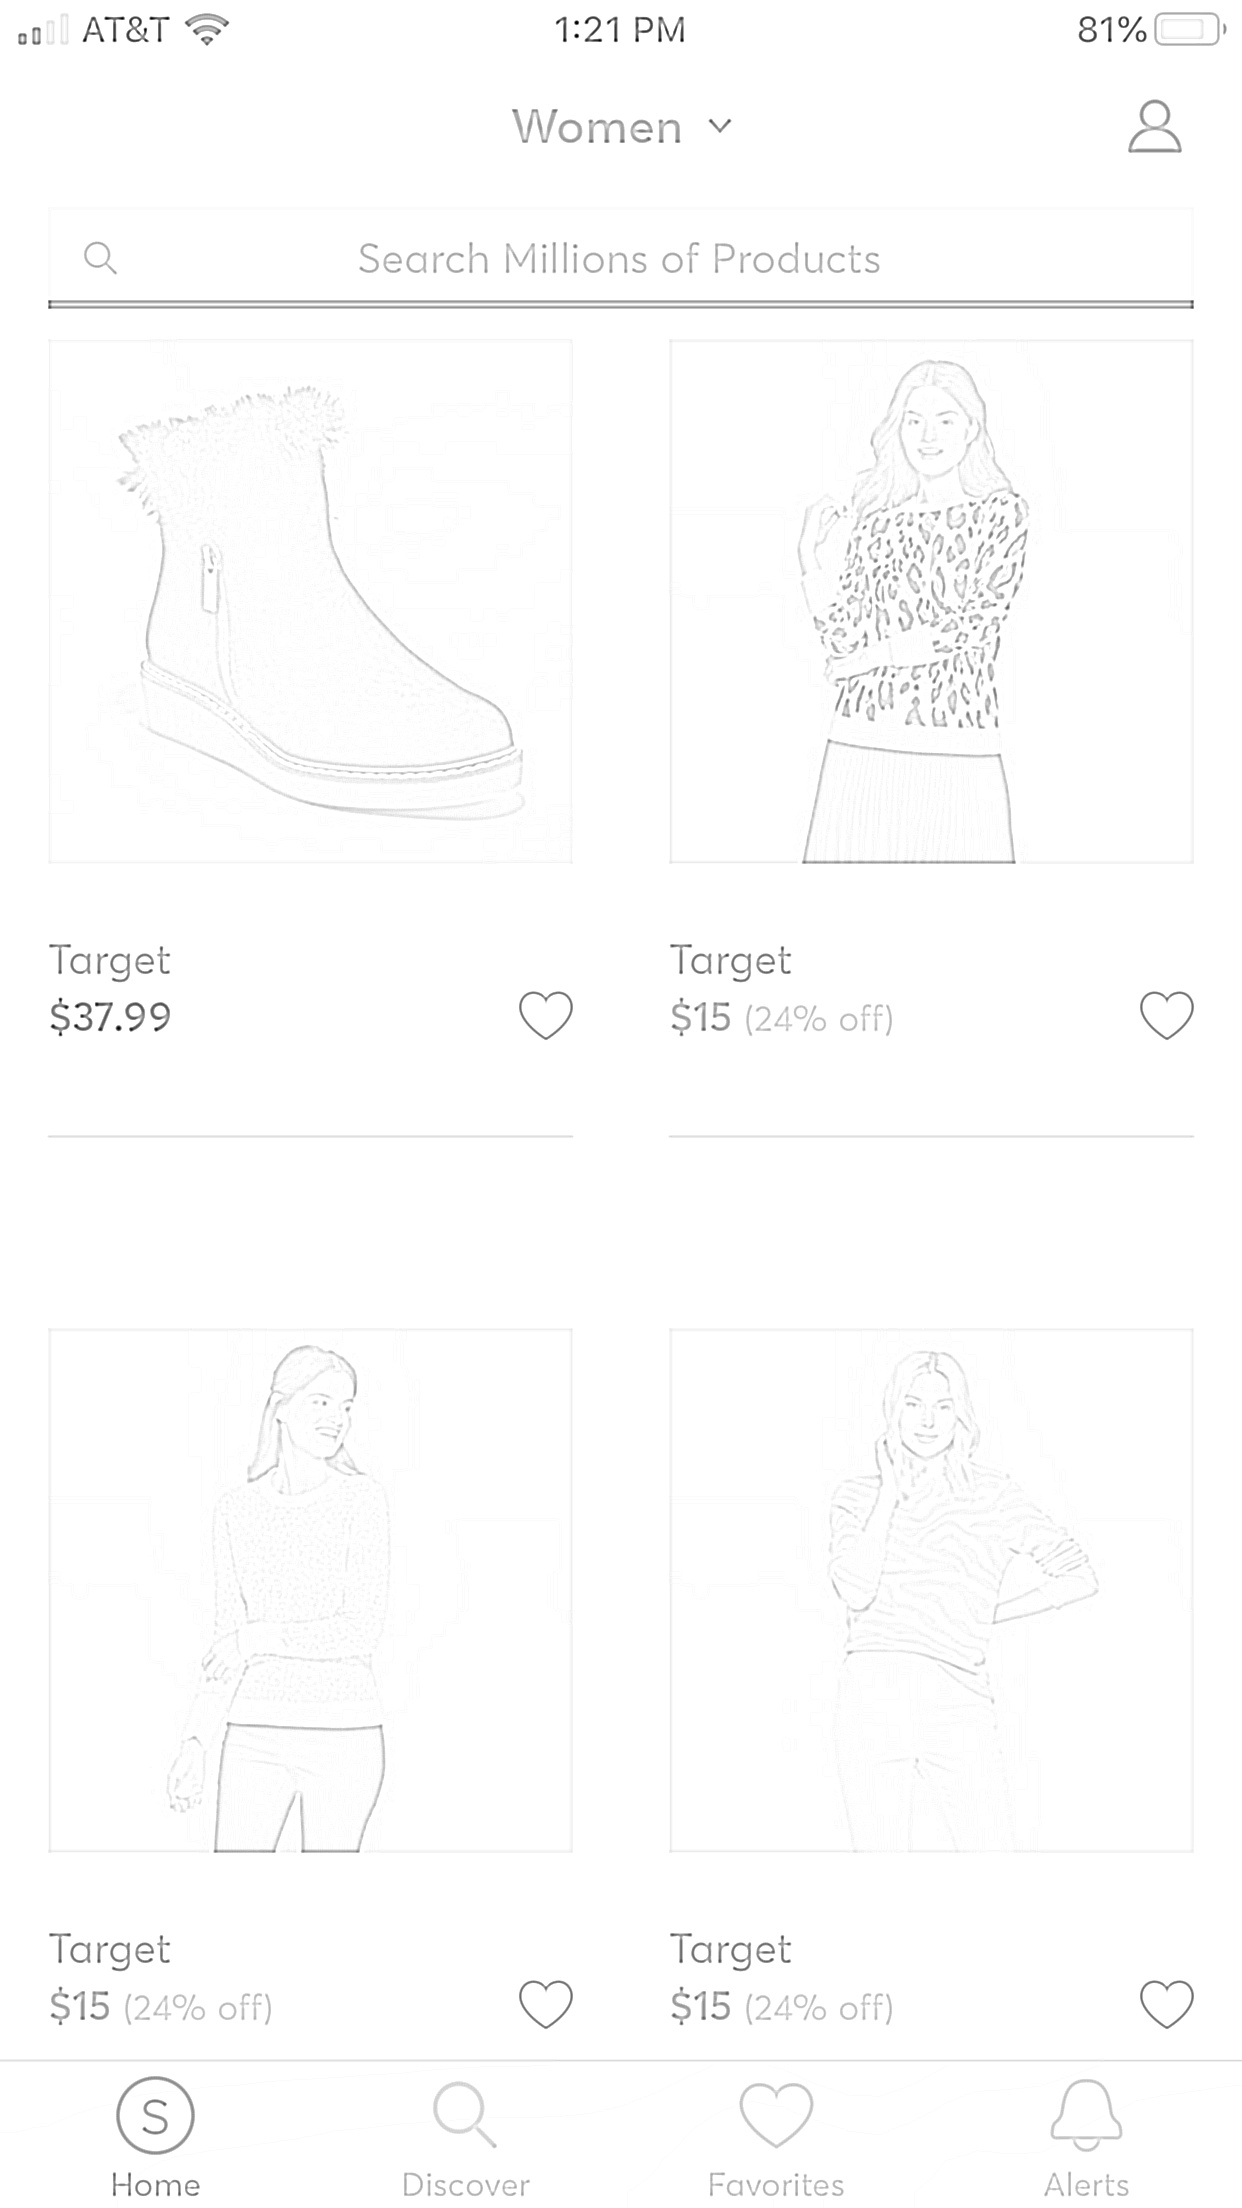 AT&T 1:21 PM 81%
Women
Search Millions of Products
Target
$37.99
Target
$15 (24% off)
Target
$15 (24% off)
Target
$15 (24% off)
S
Home
Discover
Favorites
Alerts